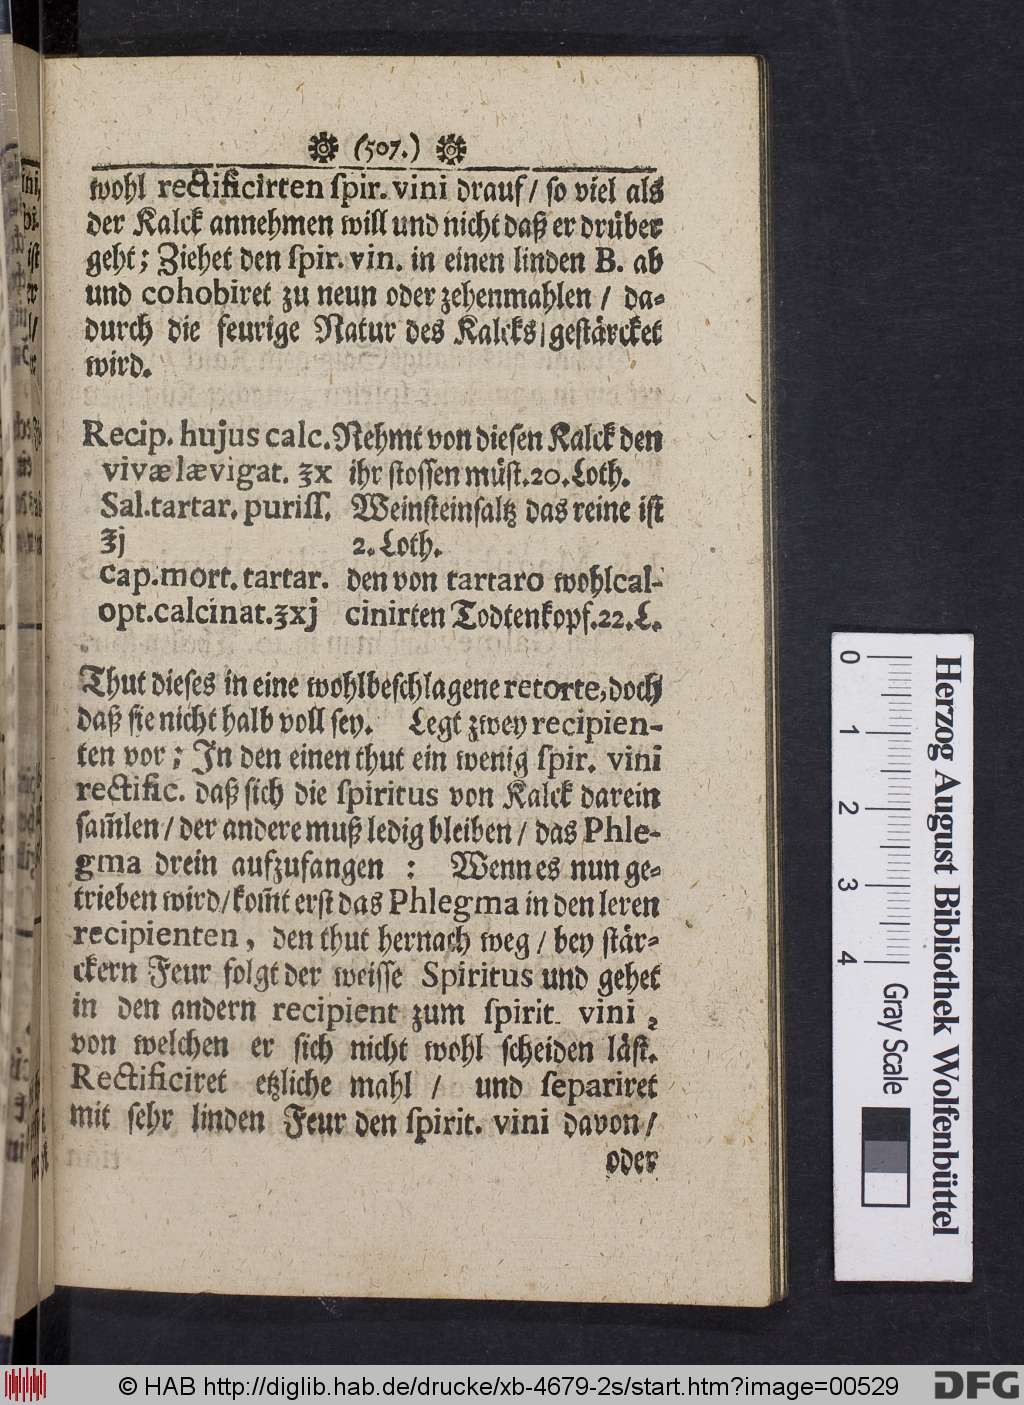 (507.)
wohl rectificirten ſpir. vini drauf / ſo viel als
der Kalck annehmen will und nicht daß er drüber
geht; Ziehet den ſpir. vin. in einen linden B. ab
und cohobiret zu neun oder zehenmahlen / da-
durch die feurige Natur des Kalcks / geſtärcket
wird.
Recip. hujus calc. Nehmt von dieſen Kalck den
vivæ lævigat. ℥x ihr ſtoſſen müſt. 20. Loth.
Sal. tartar. puriſſ. Weinſteinſaltz das reine iſt
℥j 2. Loth.
cap. mort. tartar. den von tartaro wohlcal-
opt. calcinat. ℥xj cinirten Todtenkopf. 22. L.
Thut dieſes in eine wohlbeſchlagene retorte, doch
daß ſie nicht halb voll ſey. Legt zwey recipien-
ten vor; In den einen thut ein wenig ſpir. vini
rectific. daß ſich die ſpiritus von Kalck darein
sam̃len / der andere muß ledig bleiben / das Phle-
gma drein aufzufangen : Wenn es nun ge-
trieben wird / kom̃t erſt das Phlegma in den leren
recipienten, den thut hernach weg / bey ſtär-
ckern Feur folgt der weiſſe Spiritus und gehet
in den andern recipient zum ſpirit. vini,
von welchen er ſich nicht wohl ſcheiden läſt.
Rectificiret etzliche mahl / und ſepariret
mit ſehr linden Feur den ſpirit. vini davon /
oder
0 1 2 3 4
Gray Scale
Herzog August Bibliothek Wolfenbüttel
© HAB http://diglib.hab.de/drucke/xb-4679-2s/start.htm?image=00529
DFG